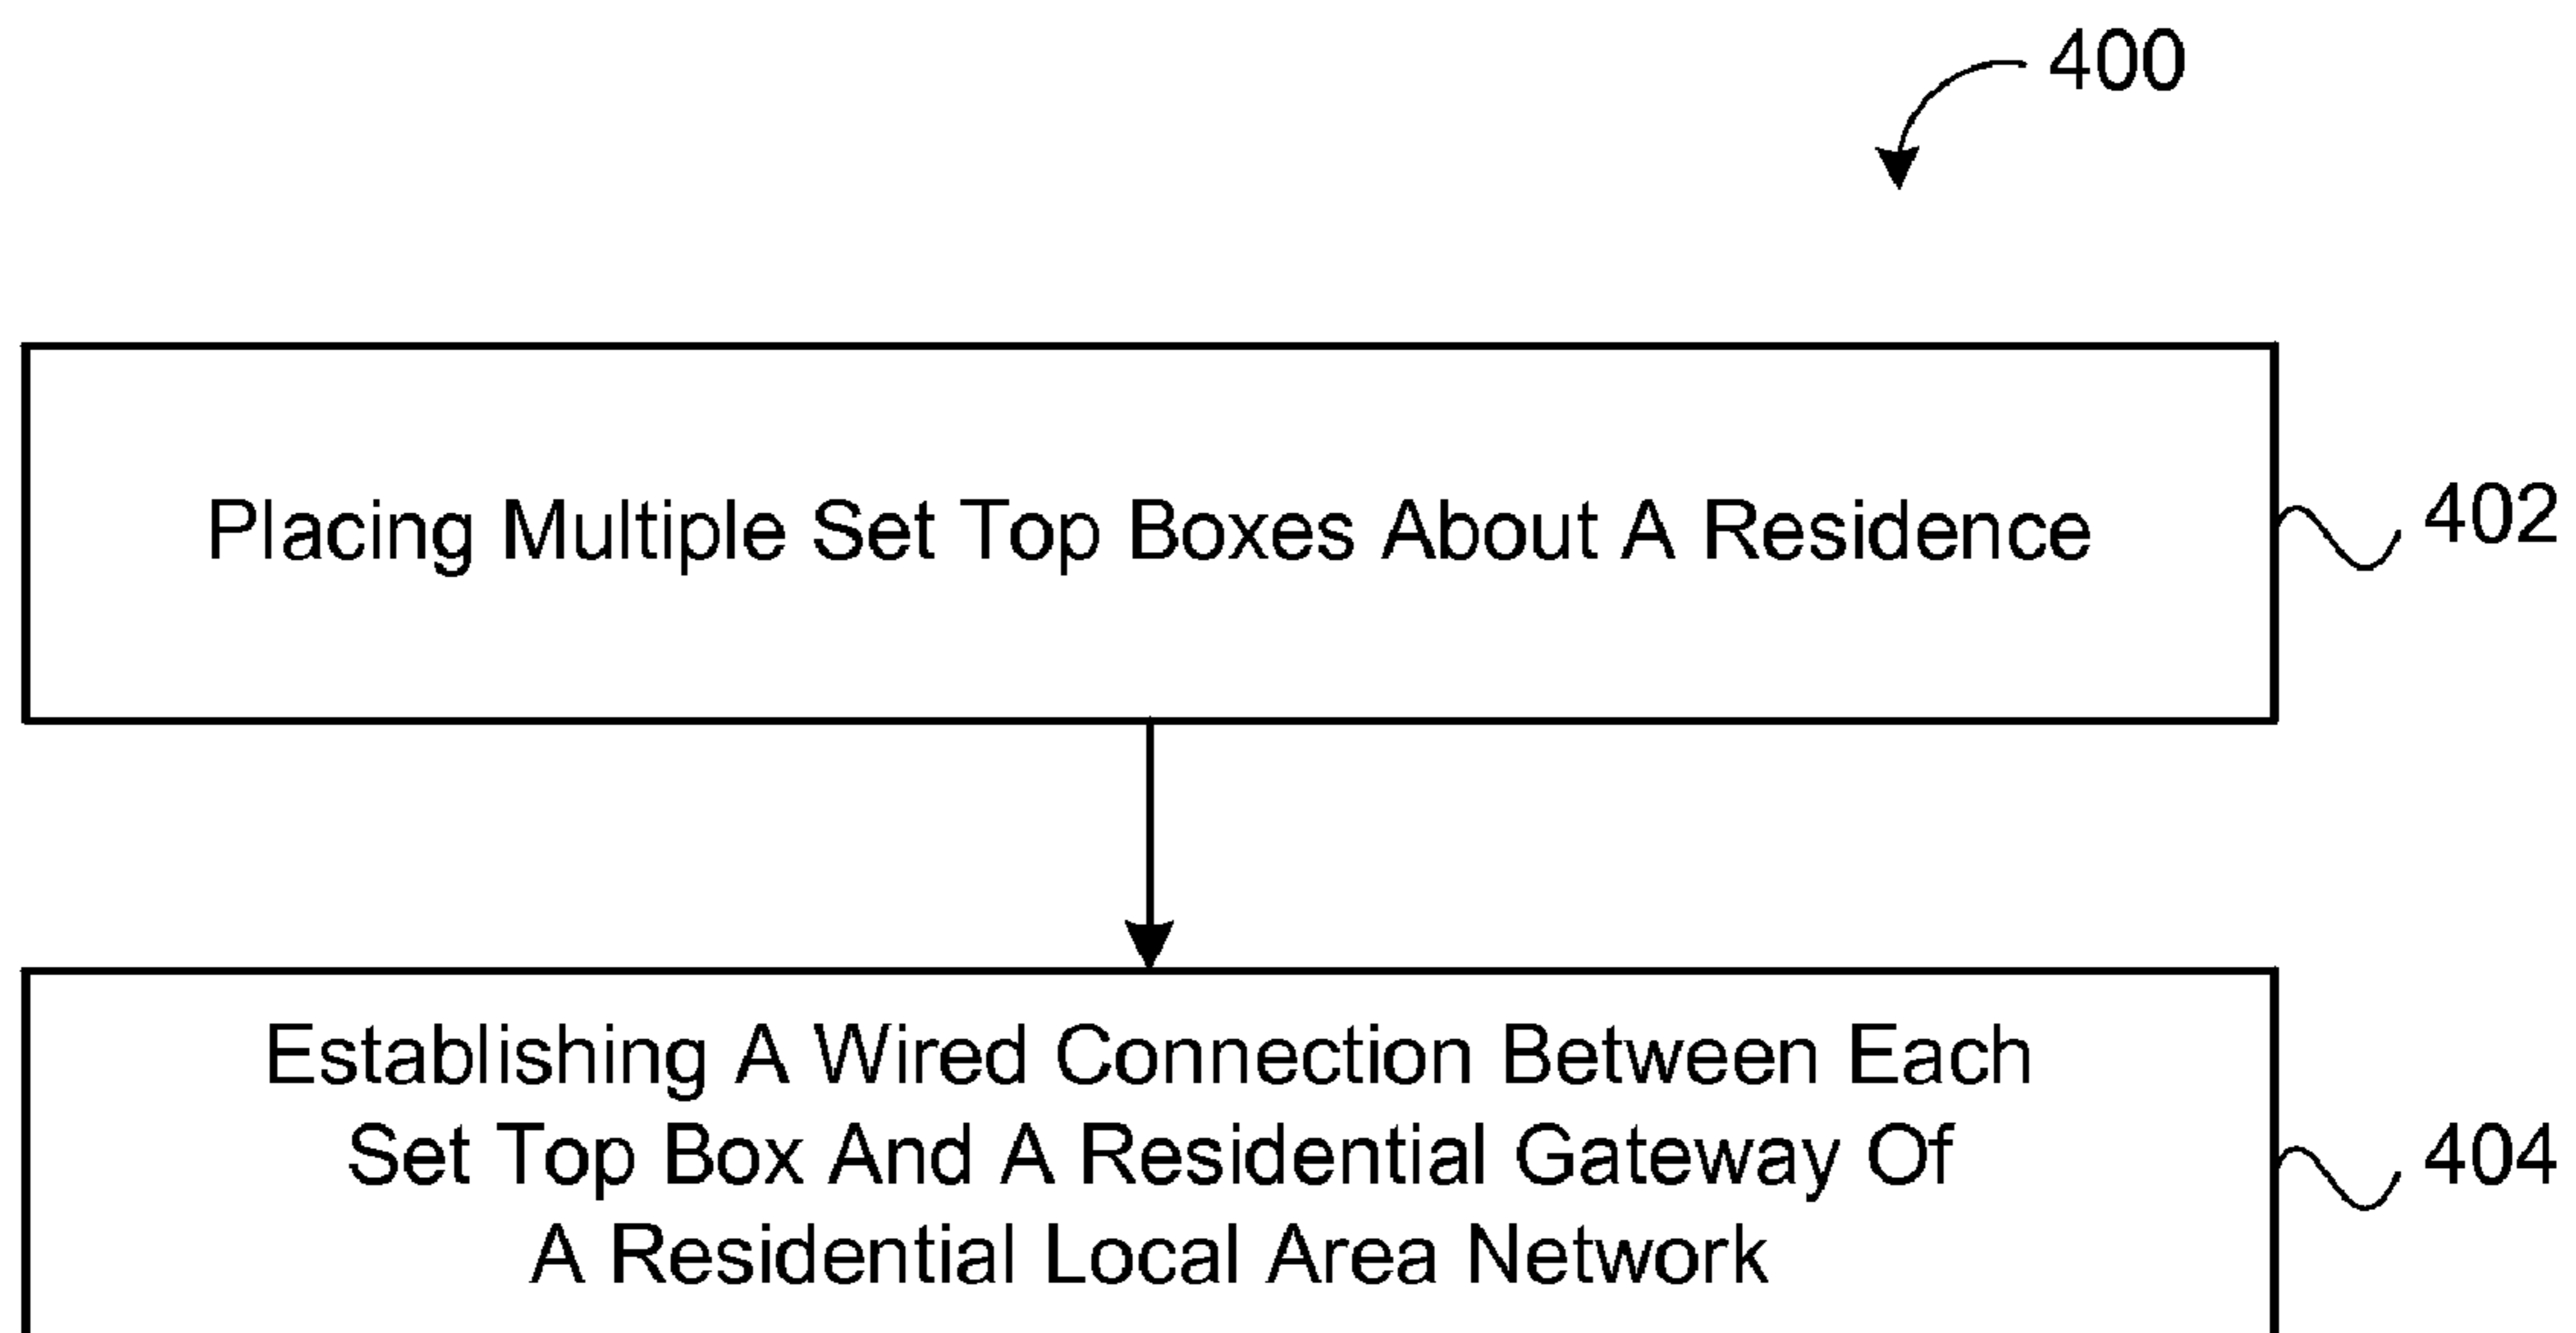 400
Placing Multiple Set Top Boxes About A Residence
402
Establishing A Wired Connection Between Each
Set Top Box And A Residential Gateway Of
A Residential Local Area Network
404